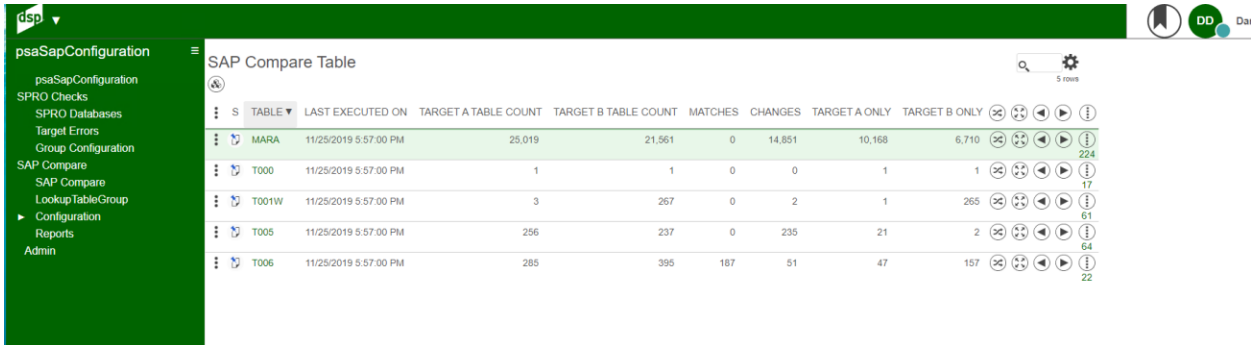 dsp ▼
DD Dar
psaSapConfiguration
psaSapConfiguration
SPRO Checks
SPRO Databases
Target Errors
Group Configuration
SAP Compare
SAP Compare
LookupTableGroup
Configuration
Reports
Admin
SAP Compare Table
5 rows
S TABLE▼ LAST EXECUTED ON TARGET A TABLE COUNT TARGET B TABLE COUNT MATCHES CHANGES TARGET A ONLY TARGET B ONLY
MARA 11/25/2019 5:57:00 PM 25,019 21,561 0 14,851 10,168 6,710
224
T000 11/25/2019 5:57:00 PM 1 1 0 0 1 1
17
T001W 11/25/2019 5:57:00 PM 3 267 0 2 1 265
61
T005 11/25/2019 5:57:00 PM 256 237 0 235 21 2
64
T006 11/25/2019 5:57:00 PM 285 395 187 51 47 157
22